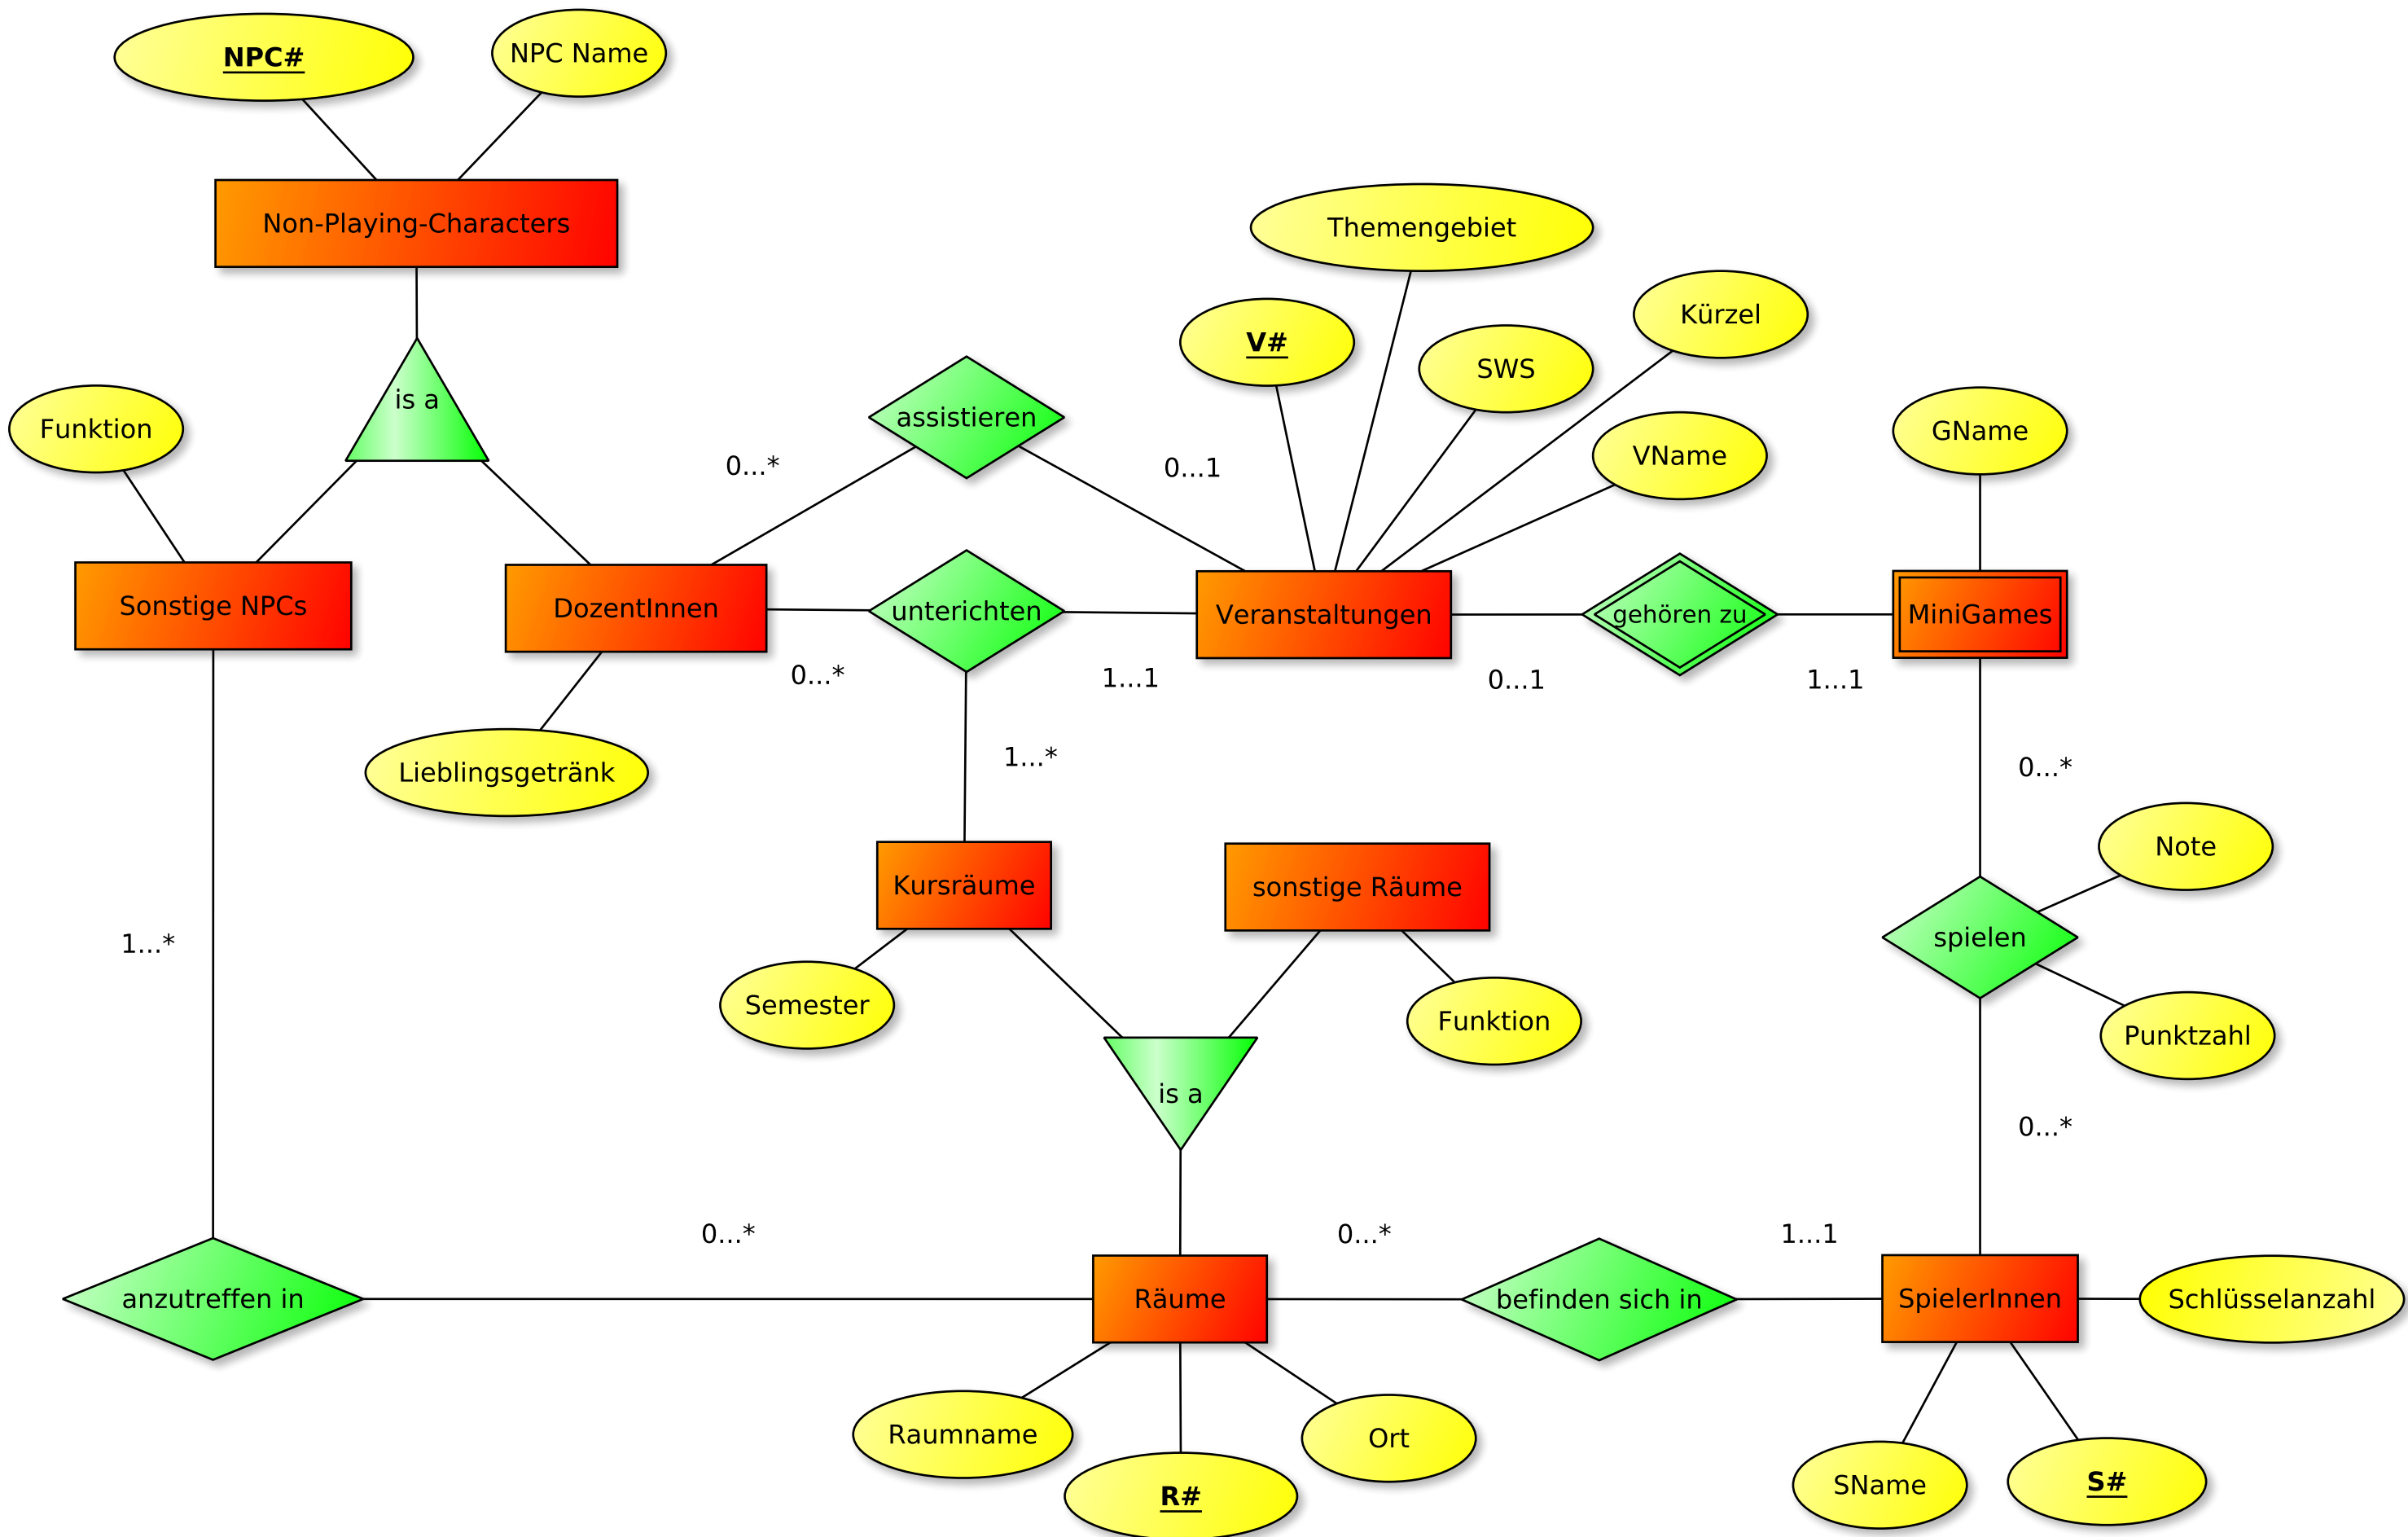 NPC#
NPC Name
Non-Playing-Characters
Themengebiet
V#
SWS
Kürzel
VName
GName
is a
Funktion
assistieren
0...*
0...1
Sonstige NPCs
DozentInnen
unterichten
Veranstaltungen
gehören zu
MiniGames
0...*
1...1
0...1
1...1
Lieblingsgetränk
1...*
0...*
Note
Kursräume
sonstige Räume
spielen
1...*
Semester
Funktion
Punktzahl
is a
0...*
0...*
0...*
1...1
anzutreffen in
Räume
befinden sich in
SpielerInnen
Schlüsselanzahl
Raumname
Ort
R#
SName
S#